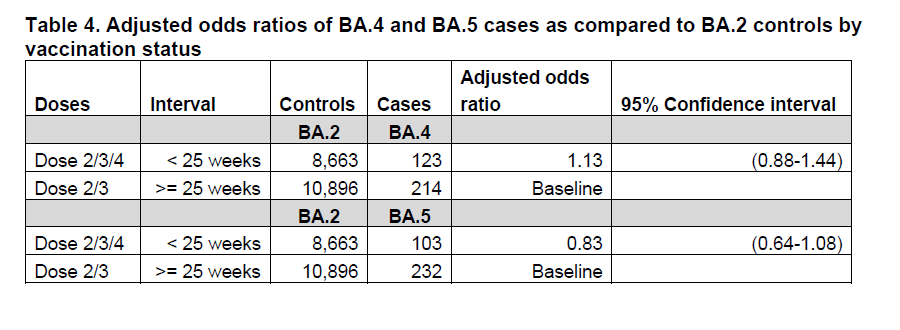 Table 4. Adjusted odds ratios of BA.4 and BA.5 cases as compared to BA.2 controls by
vaccination status
Doses Interval Controls Cases Adjusted odds ratio 95% Confidence interval
BA.2 BA.4
Dose 2/3/4 < 25 weeks 8,663 123 1.13 (0.88-1.44)
Dose 2/3 >= 25 weeks 10,896 214 Baseline
BA.2 BA.5
Dose 2/3/4 < 25 weeks 8,663 103 0.83 (0.64-1.08)
Dose 2/3 >= 25 weeks 10,896 232 Baseline